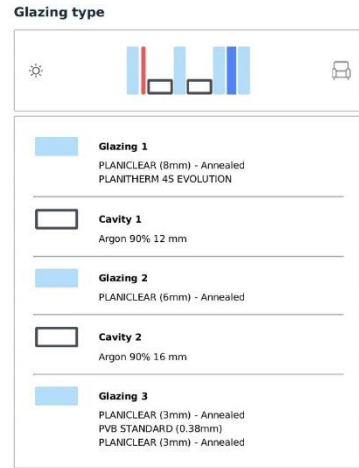 Glazing type
Glazing 1
PLANICLEAR (8mm) - Annealed
PLANITHERM 4S EVOLUTION
Cavity 1
Argon 90% 12 mm
Glazing 2
PLANICLEAR (6mm) - Annealed
Cavity 2
Argon 90% 16 mm
Glazing 3
PLANICLEAR (3mm) - Annealed
PVB STANDARD (0.38mm)
PLANICLEAR (3mm) - Annealed